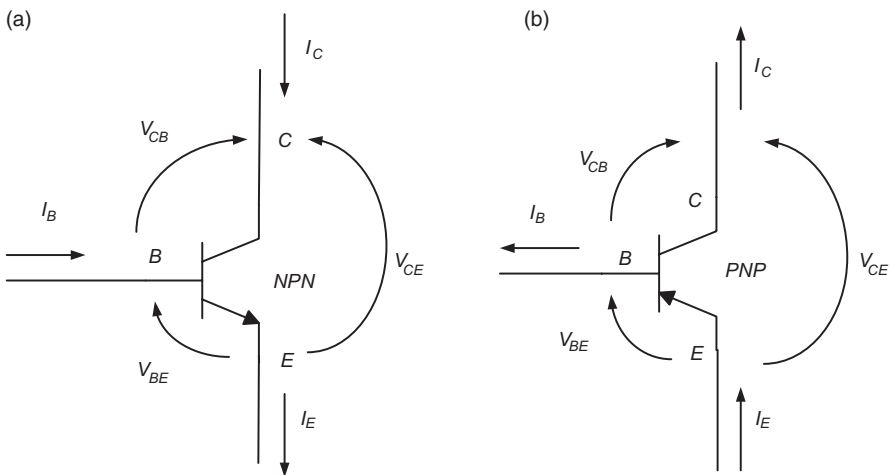 (a)
I_C
V_CB
C
I_B
B
NPN
V_CE
V_BE
E
I_E
(b)
I_C
V_CB
C
I_B
B
PNP
V_CE
V_BE
E
I_E